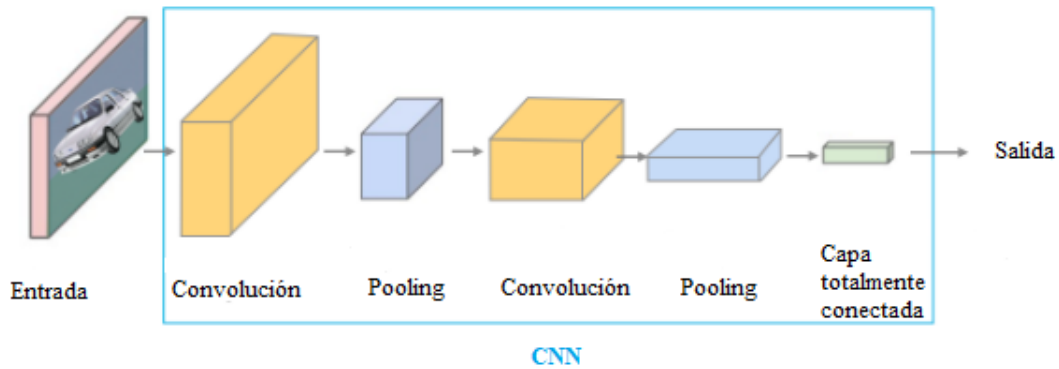 Entrada
Convolución
Pooling
Convolución
Pooling
Capa
totalmente
conectada
Salida
CNN